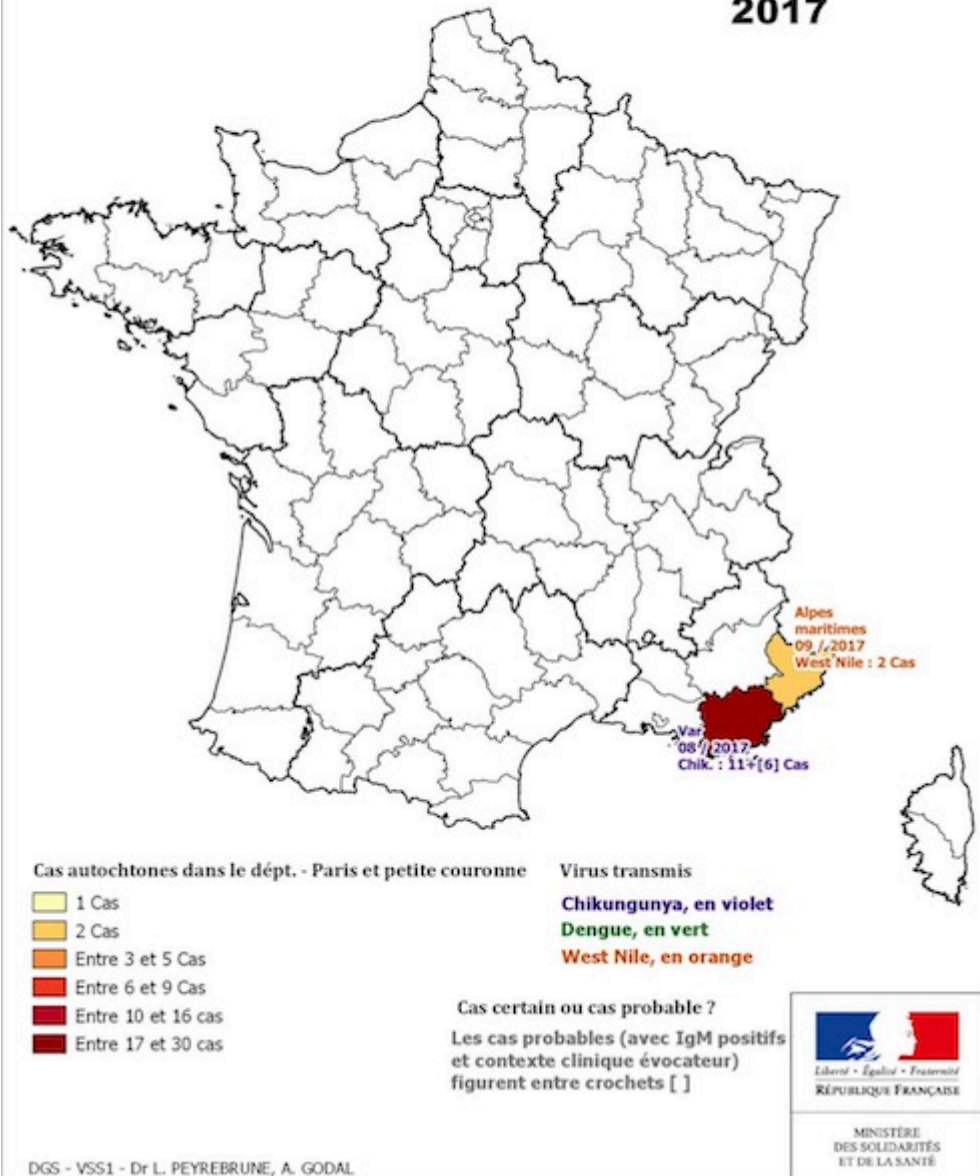 2017
Alpes
maritimes
09 / 2017
West Nile : 2 Cas
Var
08 / 2017
Chik. : 11+[6] Cas
Cas autochtones dans le dépt. - Paris et petite couronne
1 Cas
2 Cas
Entre 3 et 5 Cas
Entre 6 et 9 Cas
Entre 10 et 16 cas
Entre 17 et 30 cas
Virus transmis
Chikungunya, en violet
Dengue, en vert
West Nile, en orange
Cas certain ou cas probable ?
Les cas probables (avec IgM positifs
et contexte clinique évocateur)
figurent entre crochets [ ]
Liberté • Égalité • Fraternité
RÉPUBLIQUE FRANÇAISE
MINISTÈRE
DES SOLIDARITÉS
ET DE LA SANTÉ
DGS - VSS1 - Dr L. PEYREBRUNE, A. GODAL